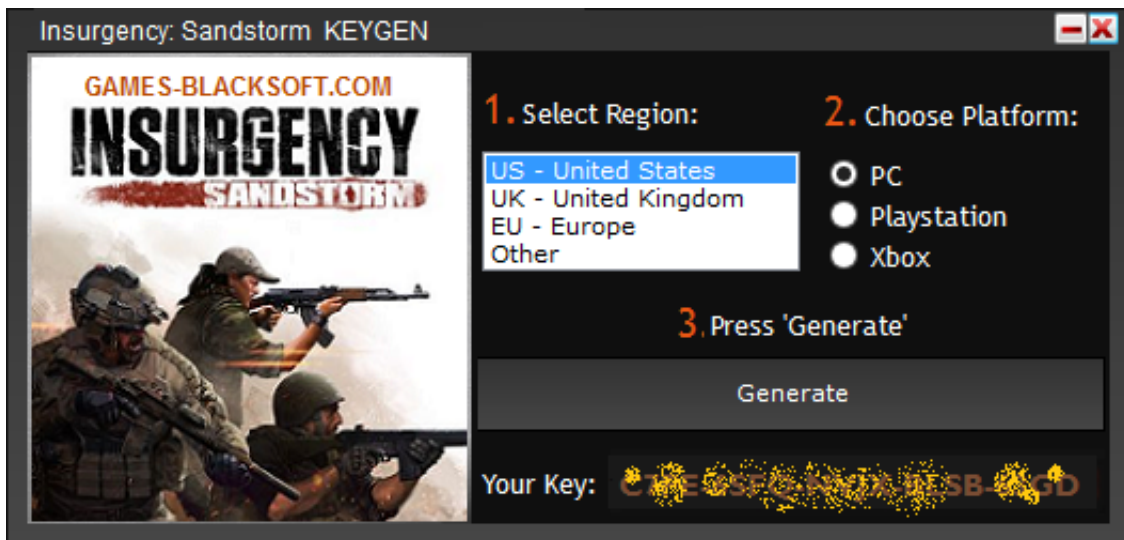 Insurgency: Sandstorm KEYGEN
GAMES-BLACKSOFT.COM
INSURGENCY
SANDSTORM
1. Select Region:
US - United States
UK - United Kingdom
EU - Europe
Other
2. Choose Platform:
PC
Playstation
Xbox
3. Press 'Generate'
Generate
Your Key: